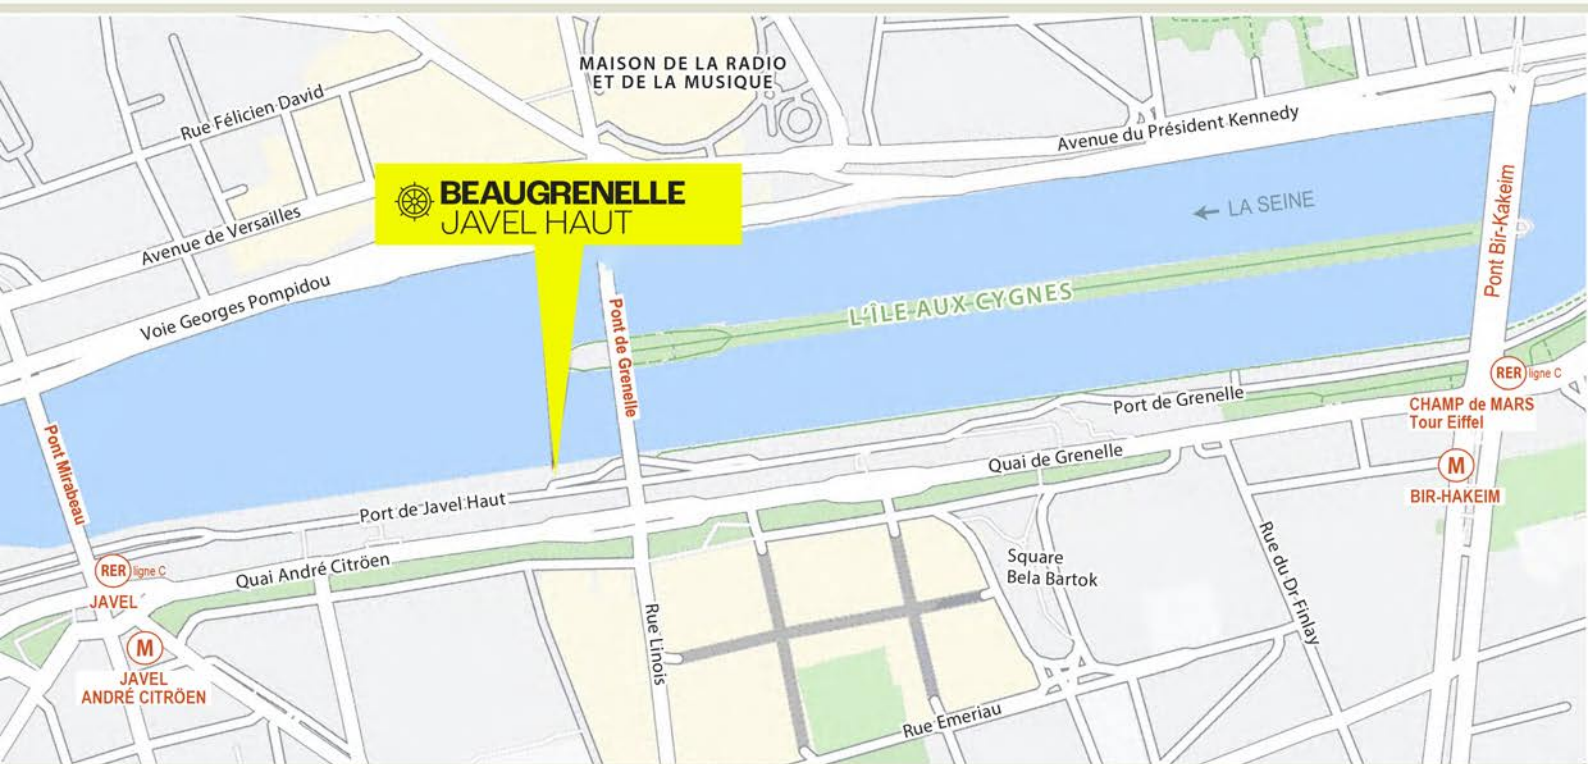 MAISON DE LA RADIO
ET DE LA MUSIQUE
Rue Félicien David
Avenue du Président Kennedy
BEAUGRENELLE
JAVEL HAUT
Avenue de Versailles
← LA SEINE
Pont Bir-Kakeim
Voie Georges Pompidou
L'ÎLE AUX CYGNES
Pont de Grenelle
RER ligne C
CHAMP de MARS
Tour Eiffel
Port de Grenelle
Pont Mirabeau
Quai de Grenelle
M
BIR-HAKEIM
Port de Javel Haut
RER ligne C
JAVEL
Quai André Citröen
Square
Bela Bartok
Rue du Dr Finlay
Rue Linois
M
JAVEL
ANDRÉ CITRÖEN
Rue Emeriau